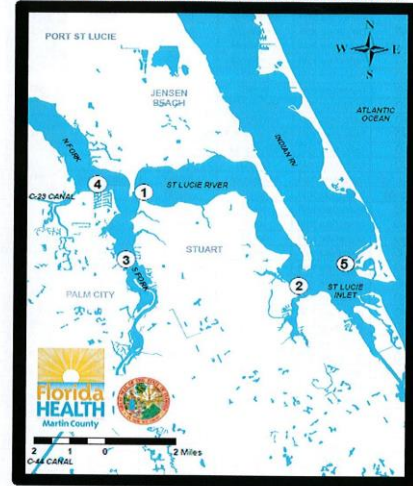 N
W E
S
PORT ST LUCIE
JENSEN
BEACH
ATLANTIC
OCEAN
INDIAN RV
N FORK
4
1
C-23 CANAL
ST LUCIE RIVER
STUART
3
S FORK
5
2
ST LUCIE
INLET
PALM CITY
Florida
HEALTH
Martin County
2 1 0 2 Miles
C-44 CANAL